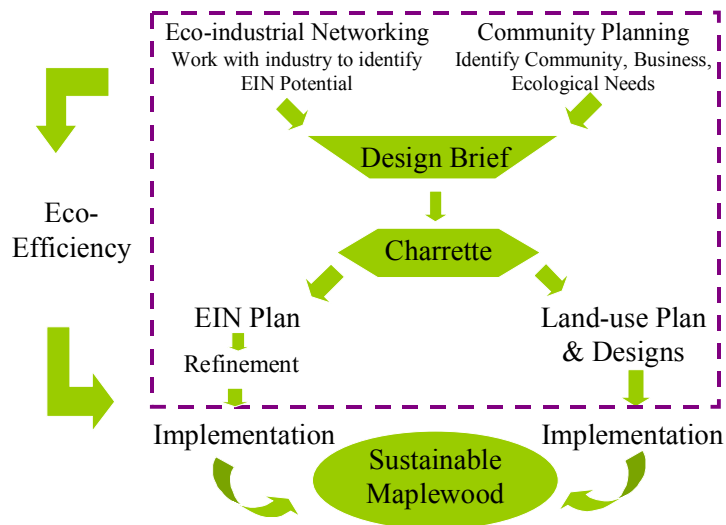 Eco-industrial Networking
Work with industry to identify
EIN Potential
Community Planning
Identify Community, Business,
Ecological Needs
Design Brief
Eco-
Efficiency
Charrette
EIN Plan
Refinement
Land-use Plan
& Designs
Implementation
Implementation
Sustainable
Maplewood